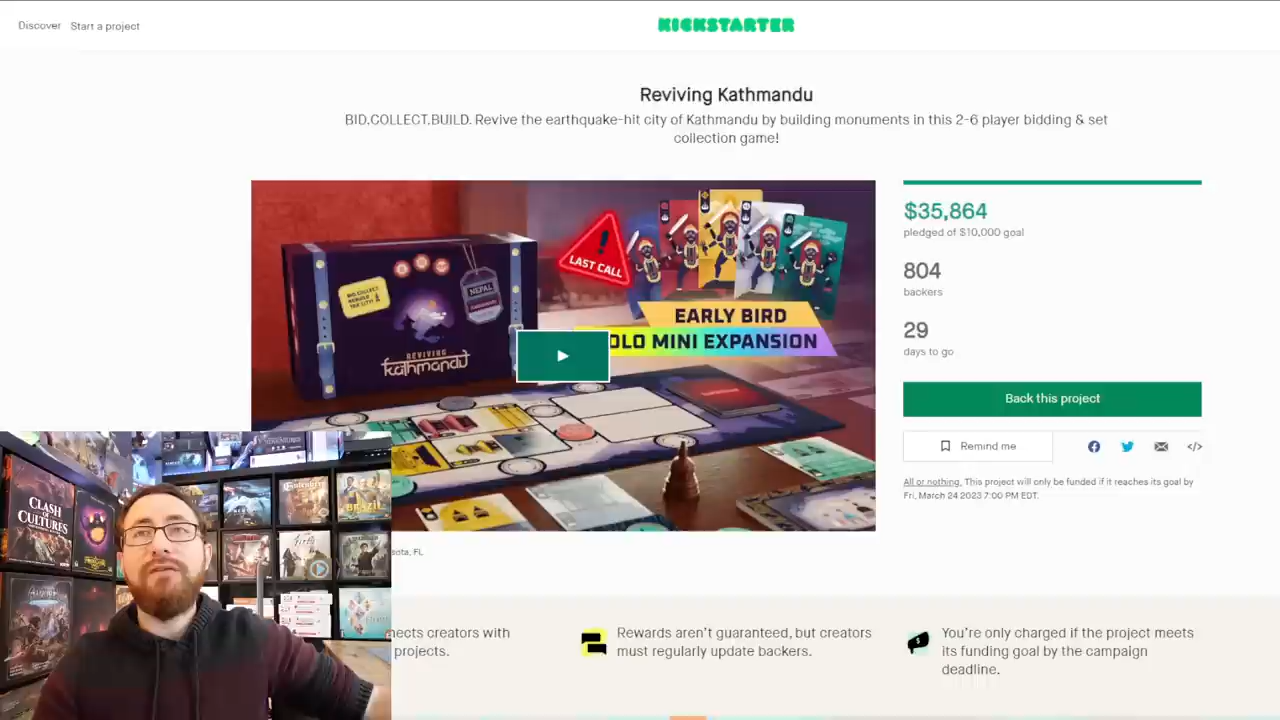 Discover Start a project
KICKSTARTER
Reviving Kathmandu
BID.COLLECT.BUILD. Revive the earthquake-hit city of Kathmandu by building monuments in this 2-6 player bidding & set
collection game!
LAST CALL
EARLY BIRD
OLO MINI EXPANSION
BID, COLLECT,
NEPAL
REVIVING
kathmandu
$35,864
pledged of $10,000 goal
804
backers
29
days to go
Back this project
Remind me
All or nothing. This project will only be funded if it reaches its goal by
Fri, March 24 2023 7:00 PM EDT.
sota, FL
CLASH
OF
CULTURES
BRAZIL
nects creators with
projects.
Rewards aren't guaranteed, but creators
must regularly update backers.
You're only charged if the project meets
its funding goal by the campaign
deadline.